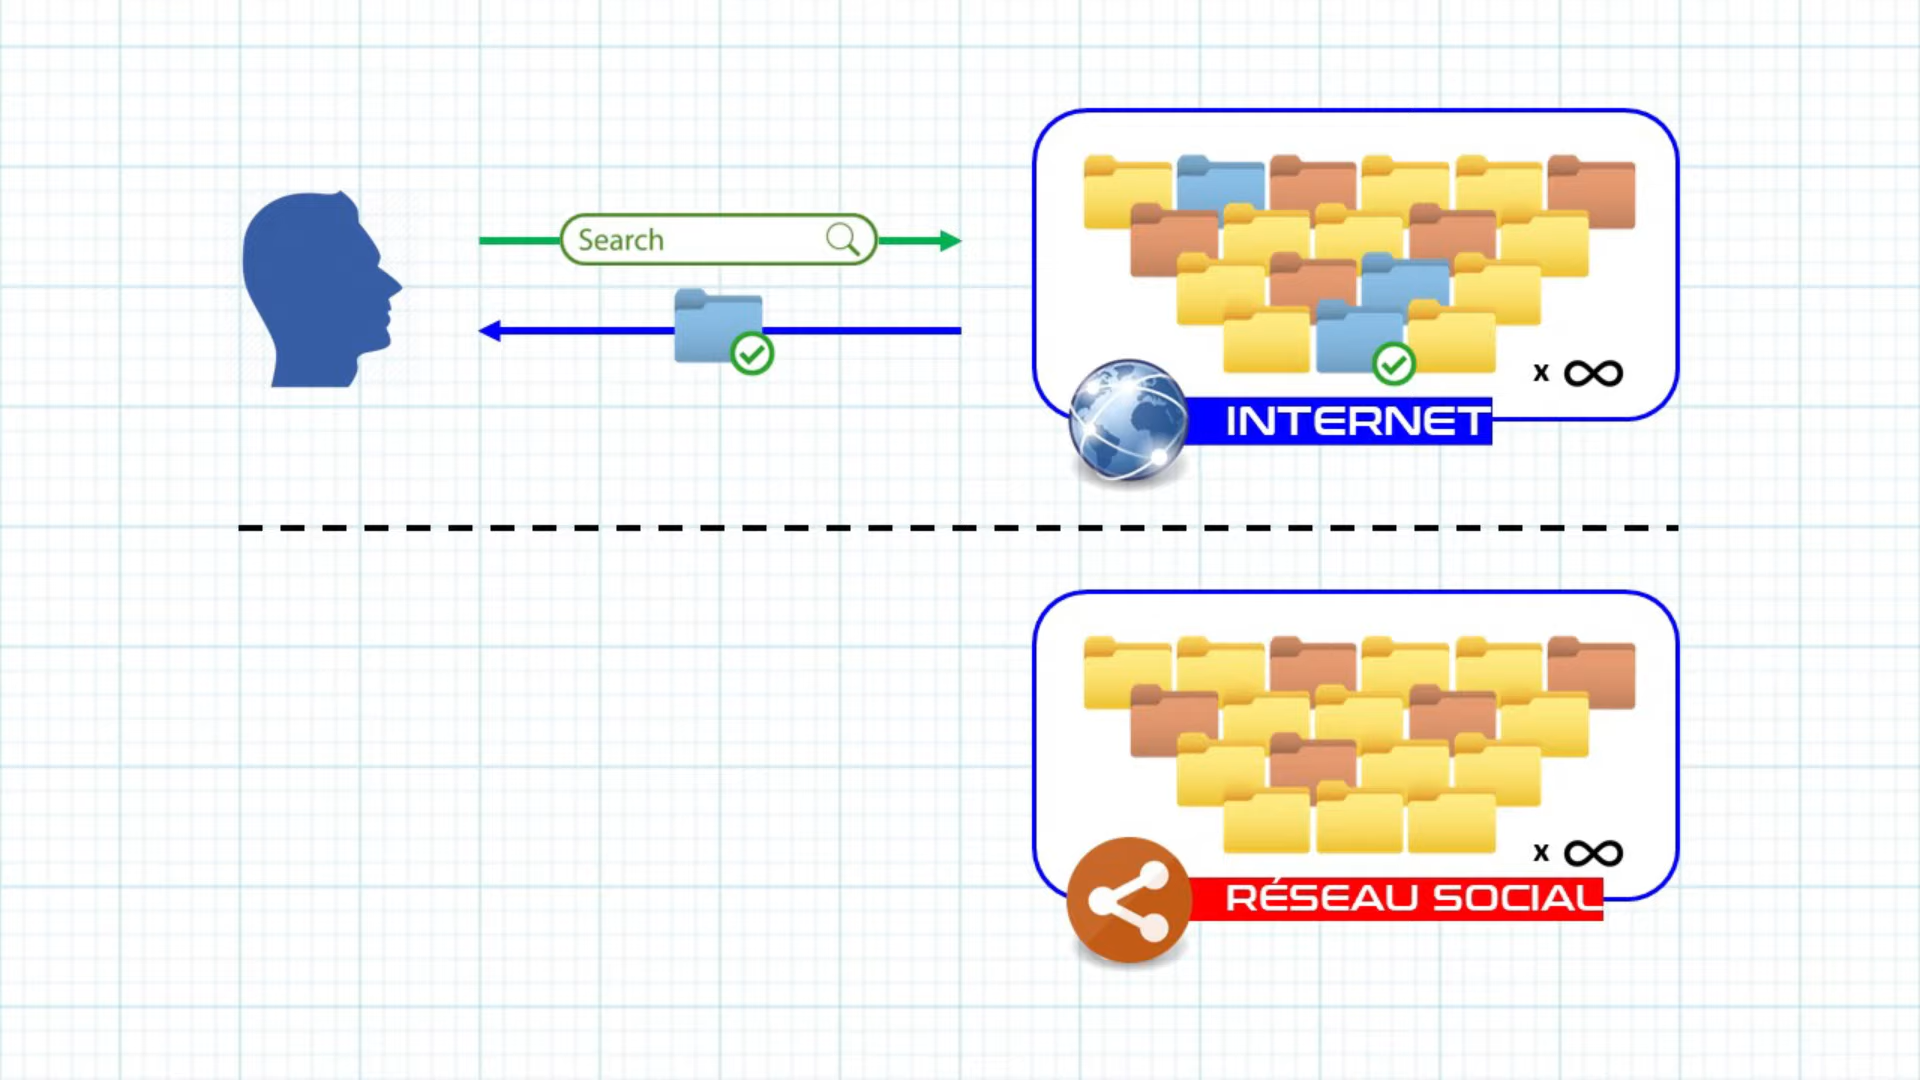 Search
x ∞
INTERNET
x ∞
RÉSEAU SOCIAL